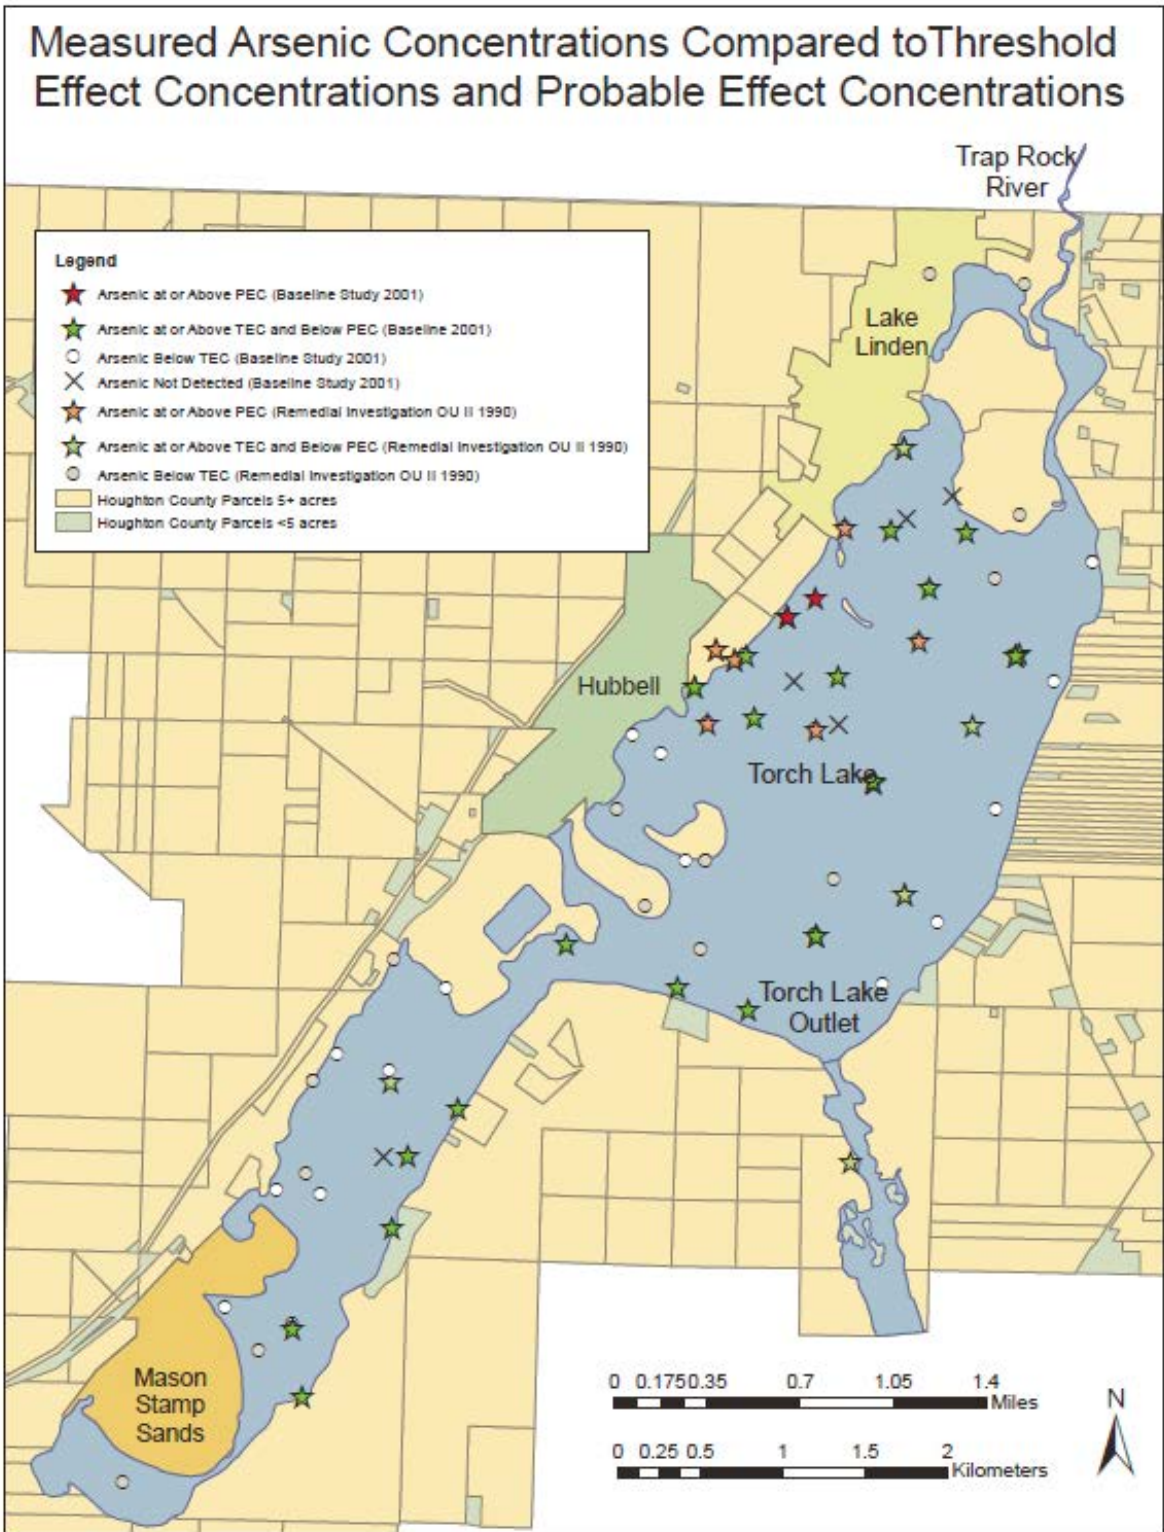 Measured Arsenic Concentrations Compared toThreshold
Effect Concentrations and Probable Effect Concentrations
Trap Rock
River
Legend
Arsenic at or Above PEC (Baseline Study 2001)
Arsenic at or Above TEC and Below PEC (Baseline 2001)
Arsenic Below TEC (Baseline Study 2001)
Arsenic Not Detected (Baseline Study 2001)
Arsenic at or Above PEC (Remedial Investigation OU II 1990)
Arsenic at or Above TEC and Below PEC (Remedial Investigation OU II 1990)
Arsenic Below TEC (Remedial Investigation OU II 1990)
Houghton County Parcels 5+ acres
Houghton County Parcels <5 acres
Lake
Linden
Hubbell
Torch Lake
Torch Lake
Outlet
Mason
Stamp
Sands
0 0.175 0.35 0.7 1.05 1.4
Miles
0 0.25 0.5 1 1.5 2
Kilometers
N